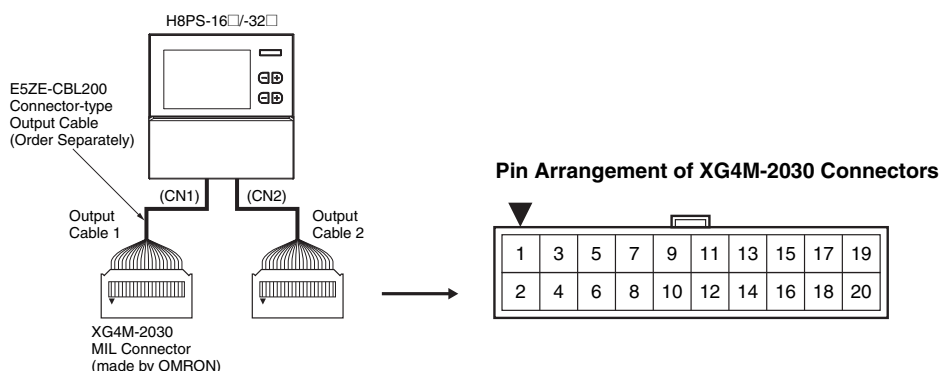 H8PS-16□/-32□
E5ZE-CBL200
Connector-type
Output Cable
(Order Separately)
(CN1)
(CN2)
Output
Cable 1
Output
Cable 2
XG4M-2030
MIL Connector
(made by OMRON)
Pin Arrangement of XG4M-2030 Connectors
1 3 5 7 9 11 13 15 17 19
2 4 6 8 10 12 14 16 18 20